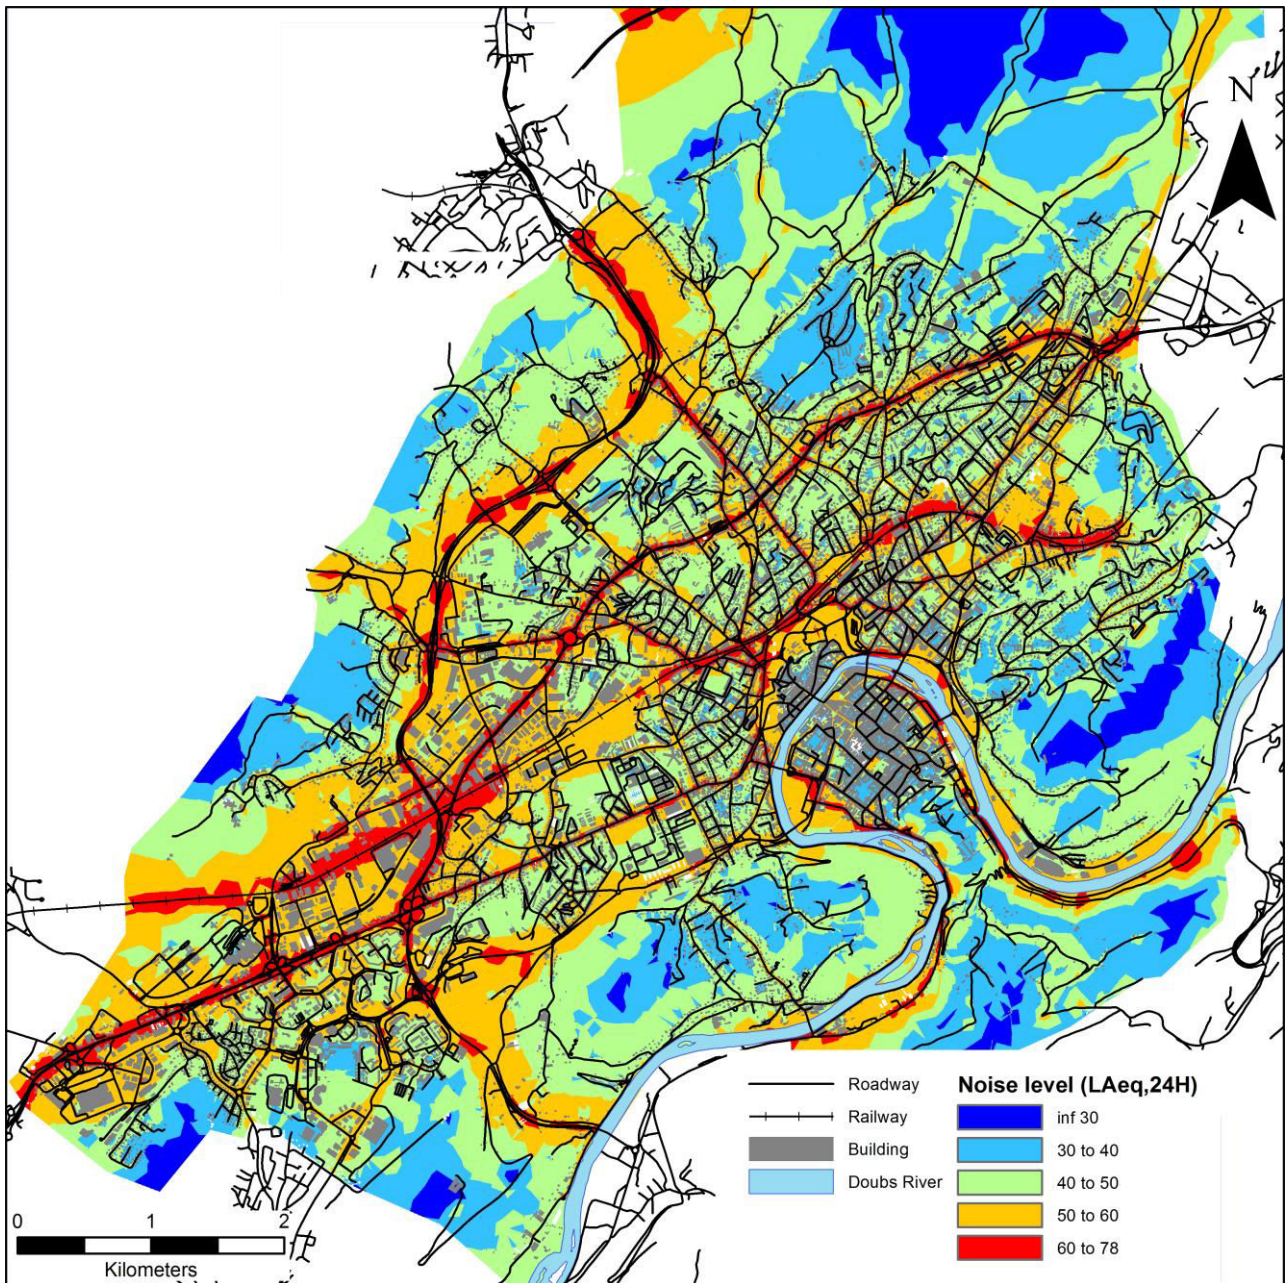 N
Roadway
Railway
Building
Doubs River
Noise level (LAeq,24H)
inf 30
30 to 40
40 to 50
50 to 60
60 to 78
0 1 2
Kilometers